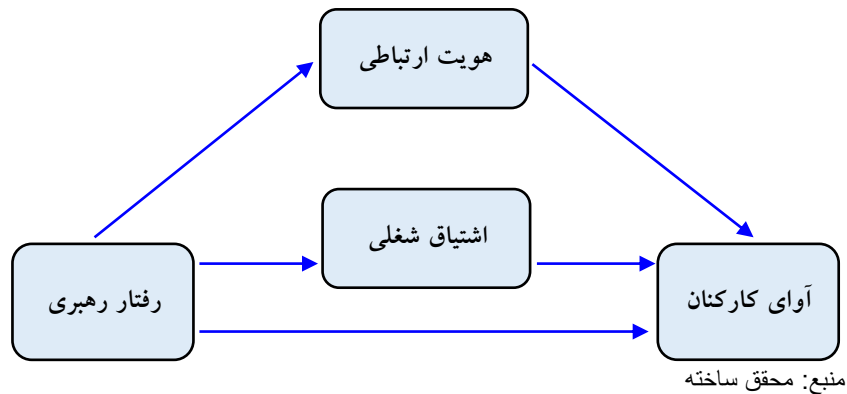 هویت ارتباطی
اشتیاق شغلی
رفتار رهبری
آوای کارکنان
منبع: محقق ساخته